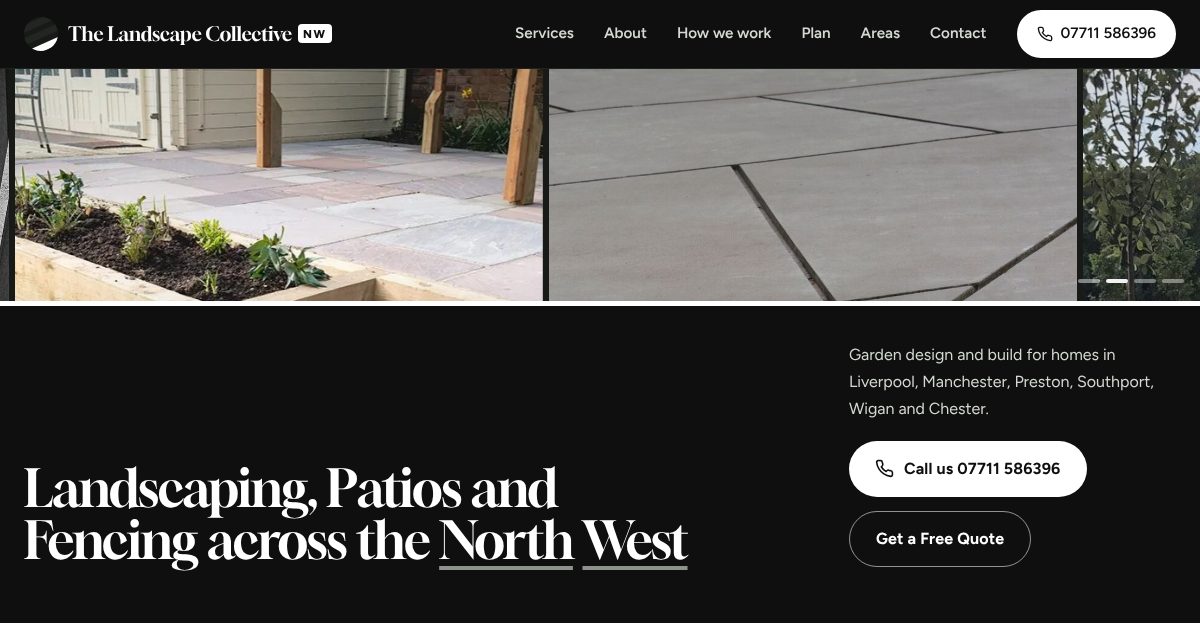 The Landscape Collective NW
Services
About
How we work
Plan
Areas
Contact
07711 586396
Garden design and build for homes in
Liverpool, Manchester, Preston, Southport,
Wigan and Chester.
Call us 07711 586396
Get a Free Quote
Landscaping, Patios and
Fencing across the North West